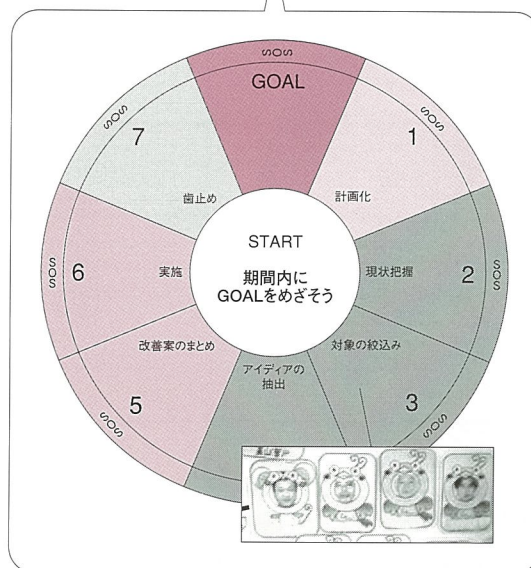 SOS
GOAL
SOS
1
計画化
SOS
2
現状把握
SOS
3
対象の絞込み
アイディアの
抽出
SOS
5
改善案のまとめ
SOS
6
実施
SOS
7
歯止め
START
期間内に
GOALをめざそう